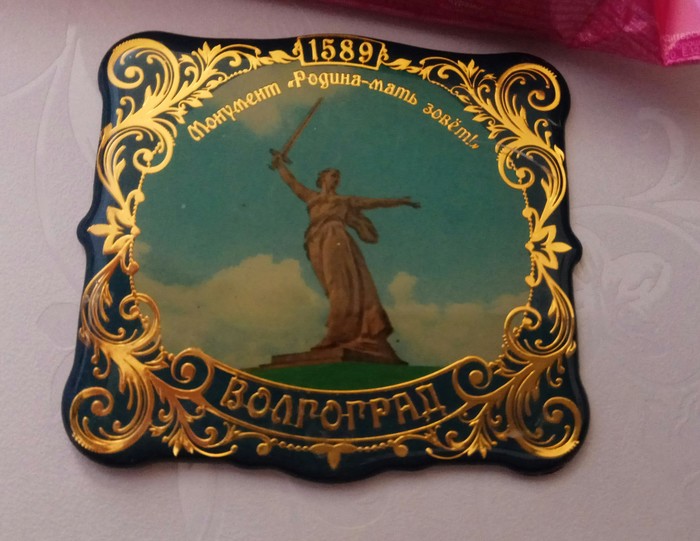 1589
Монумент «Родина-мать зовёт!»
ВОЛГОГРАД